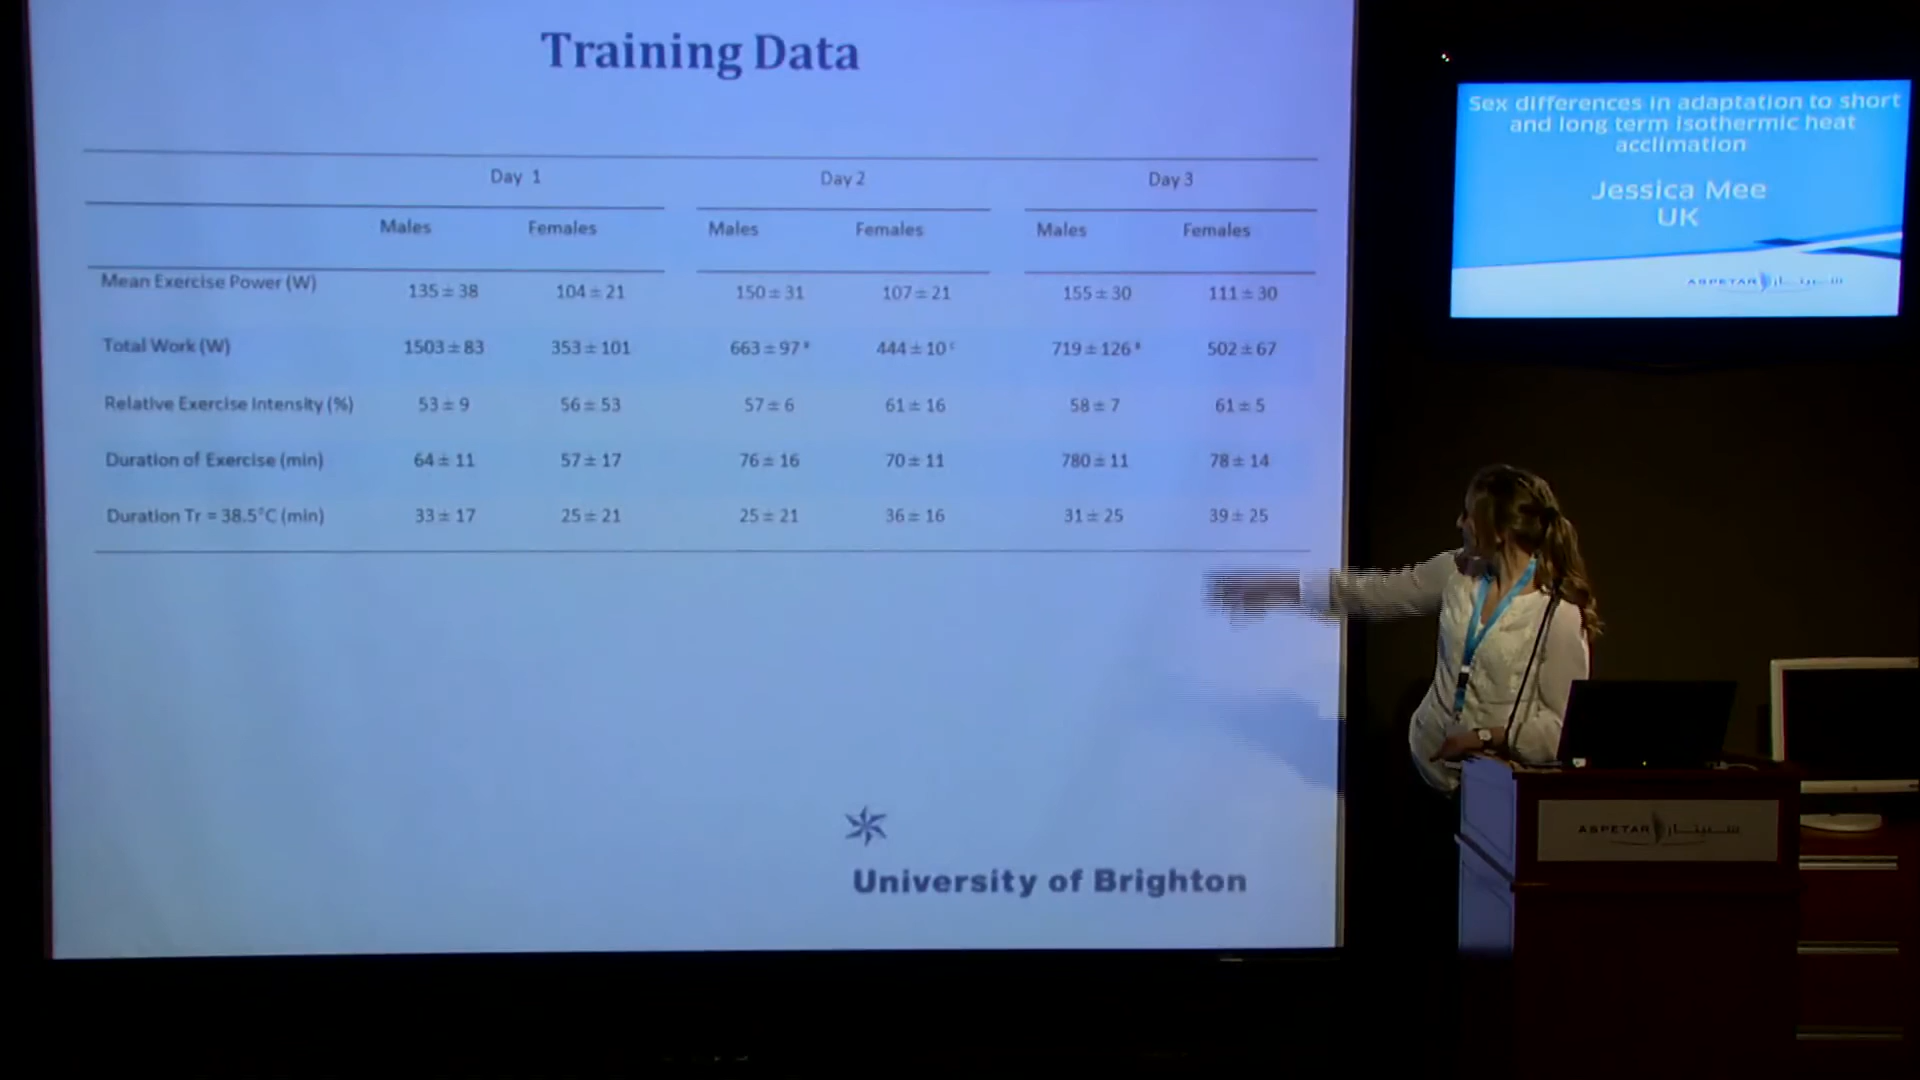 Training Data
Day 1 Day 2 Day 3
Males Females Males Females Males Females
Mean Exercise Power (W) 135 ± 38 104 ± 21 150 ± 31 107 ± 21 155 ± 30 111 ± 30
Total Work (W) 1503 ± 83 353 ± 101 663 ± 97 444 ± 10 719 ± 126 502 ± 67
Relative Exercise Intensity (%) 53 ± 9 56 ± 53 57 ± 6 61 ± 16 58 ± 7 61 ± 5
Duration of Exercise (min) 64 ± 11 57 ± 17 76 ± 16 70 ± 11 780 ± 11 78 ± 14
Duration Tr = 38.5°C (min) 33 ± 17 25 ± 21 25 ± 21 36 ± 16 31 ± 25 39 ± 25
University of Brighton
Sex differences in adaptation to short
and long term isothermic heat
acclimation
Jessica Mee
UK
ASPETAR سبيتار
ASPETAR سبيتار